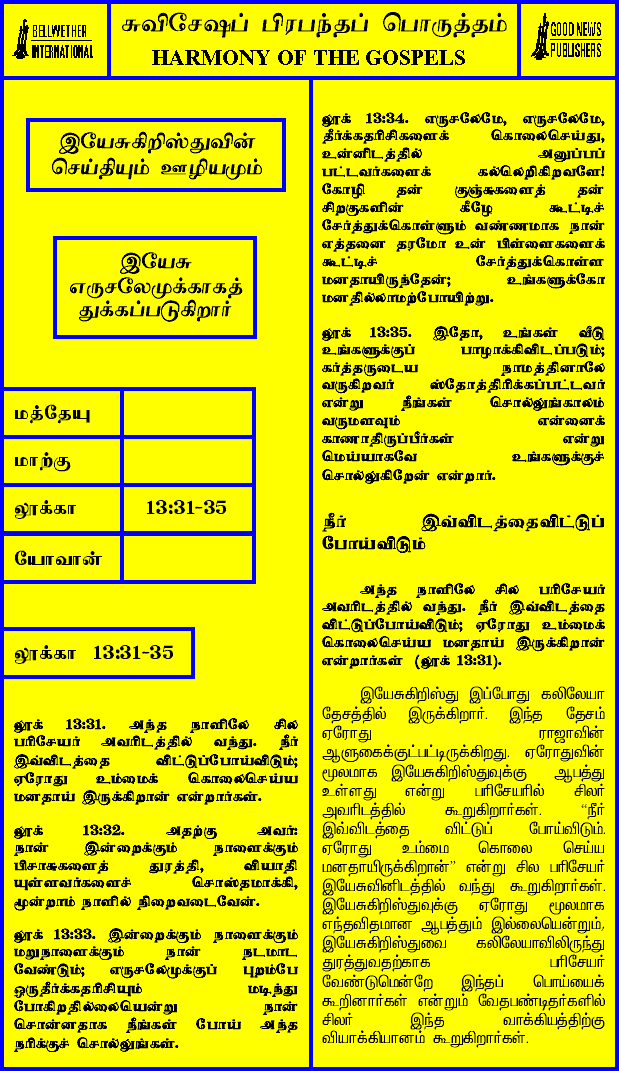 BELLWETHER
INTERNATIONAL
சுவிசேஷப் பிரபந்தப் பொருத்தம்
HARMONY OF THE GOSPELS
GOOD NEWS
PUBLISHERS
இயேசுகிறிஸ்துவின்
செய்தியும் ஊழியமும்
இயேசு
எருசலேமுக்காகத்
துக்கப்படுகிறார்
மத்தேயு
மாற்கு
லூக்கா 13:31-35
யோவான்
லூக்கா 13:31-35
லூக் 13:31. அந்த நாளிலே சில
பரிசேயர் அவரிடத்தில் வந்து. நீர்
இவ்விடத்தை விட்டுப்போய்விடும்;
ஏரோது உம்மைக் கொலைசெய்ய
மனதாய் இருக்கிறான் என்றார்கள்.
லூக் 13:32. அதற்கு அவர்:
நான் இன்றைக்கும் நாளைக்கும்
பிசாசுகளைத் துரத்தி, வியாதி
யுள்ளவர்களைச் சொஸ்தமாக்கி,
மூன்றாம் நாளில் நிறைவடைவேன்.
லூக் 13:33. இன்றைக்கும் நாளைக்கும்
மறுநாளைக்கும் நான் நடமாட
வேண்டும்; எருசலேமுக்குப் புறம்பே
ஒருதீர்க்கதரிசியும் மடிந்து
போகிறதில்லையென்று நான்
சொன்னதாக நீங்கள் போய் அந்த
நரிக்குச் சொல்லுங்கள்.
லூக் 13:34. எருசலேமே, எருசலேமே,
தீர்க்கதரிசிகளைக் கொலைசெய்து,
உன்னிடத்தில் அனுப்பப்
பட்டவர்களைக் கல்லெறிகிறவளே!
கோழி தன் குஞ்சுகளைத் தன்
சிறகுகளின் கீழே கூட்டிச்
சேர்த்துக்கொள்ளும் வண்ணமாக நான்
எத்தனை தரமோ உன் பிள்ளைகளைக்
கூட்டிச் சேர்த்துக்கொள்ள
மனதாயிருந்தேன்; உங்களுக்கோ
மனதில்லாமற்போயிற்று.
லூக் 13:35. இதோ, உங்கள் வீடு
உங்களுக்குப் பாழாக்கிவிடப்படும்;
கர்த்தருடைய நாமத்தினாலே
வருகிறவர் ஸ்தோத்திரிக்கப்பட்டவர்
என்று நீங்கள் சொல்லுங்காலம்
வருமளவும் என்னைக்
காணாதிருப்பீர்கள் என்று
மெய்யாகவே உங்களுக்குச்
சொல்லுகிறேன் என்றார்.
நீர் இவ்விடத்தைவிட்டுப்
போய்விடும்
அந்த நாளிலே சில பரிசேயர்
அவரிடத்தில் வந்து. நீர் இவ்விடத்தை
விட்டுப்போய்விடும்; ஏரோது உம்மைக்
கொலைசெய்ய மனதாய் இருக்கிறான்
என்றார்கள் (லூக் 13:31).
இயேசுகிறிஸ்து இப்போது கலிலேயா
தேசத்தில் இருக்கிறார். இந்த தேசம்
ஏரோது ராஜாவின்
ஆளுகைக்குட்பட்டிருக்கிறது. ஏரோதுவின்
மூலமாக இயேசுகிறிஸ்துவுக்கு ஆபத்து
உள்ளது என்று பரிசேயரில் சிலர்
அவரிடத்தில் கூறுகிறார்கள். “நீர்
இவ்விடத்தை விட்டுப் போய்விடும்.
ஏரோது உம்மை கொலை செய்ய
மனதாயிருக்கிறான்” என்று சில பரிசேயர்
இயேசுவினிடத்தில் வந்து கூறுகிறார்கள்.
இயேசுகிறிஸ்துவுக்கு ஏரோது மூலமாக
எந்தவிதமான ஆபத்தும் இல்லையென்றும்,
இயேசுகிறிஸ்துவை கலிலேயாவிலிருந்து
துரத்துவதற்காக பரிசேயர்
வேண்டுமென்றே இந்தப் பொய்யைக்
கூறினார்கள் என்றும் வேதபண்டிதர்களில்
சிலர் இந்த வாக்கியத்திற்கு
வியாக்கியானம் கூறுகிறார்கள்.